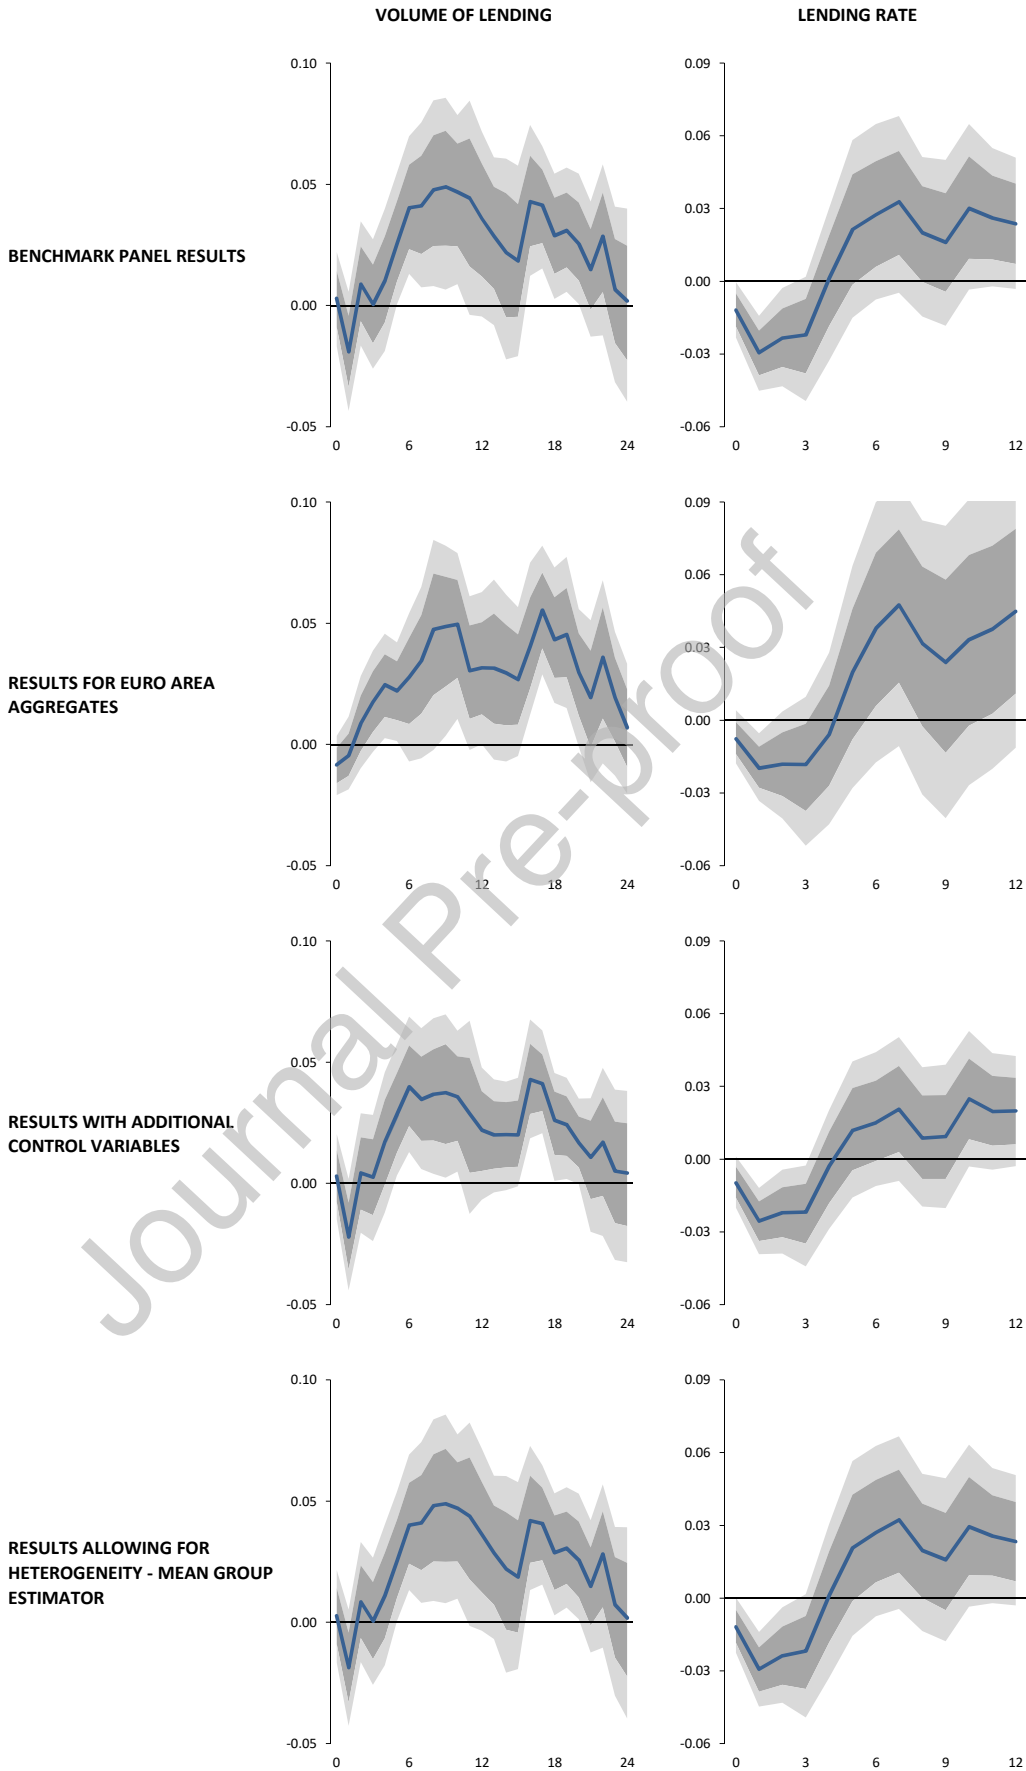 VOLUME OF LENDING
LENDING RATE
BENCHMARK PANEL RESULTS
0.10
0.05
0.00
-0.05
0 6 12 18 24
0.09
0.06
0.03
0.00
-0.03
-0.06
0 3 6 9 12
RESULTS FOR EURO AREA
AGGREGATES
0.10
0.05
0.00
-0.05
0 6 12 18 24
0.09
0.06
0.03
0.00
-0.03
-0.06
0 3 6 9 12
RESULTS WITH ADDITIONAL
CONTROL VARIABLES
0.10
0.05
0.00
-0.05
0 6 12 18 24
0.09
0.06
0.03
0.00
-0.03
-0.06
0 3 6 9 12
RESULTS ALLOWING FOR
HETEROGENEITY - MEAN GROUP
ESTIMATOR
0.10
0.05
0.00
-0.05
0 6 12 18 24
0.09
0.06
0.03
0.00
-0.03
-0.06
0 3 6 9 12
Journal Pre-proof